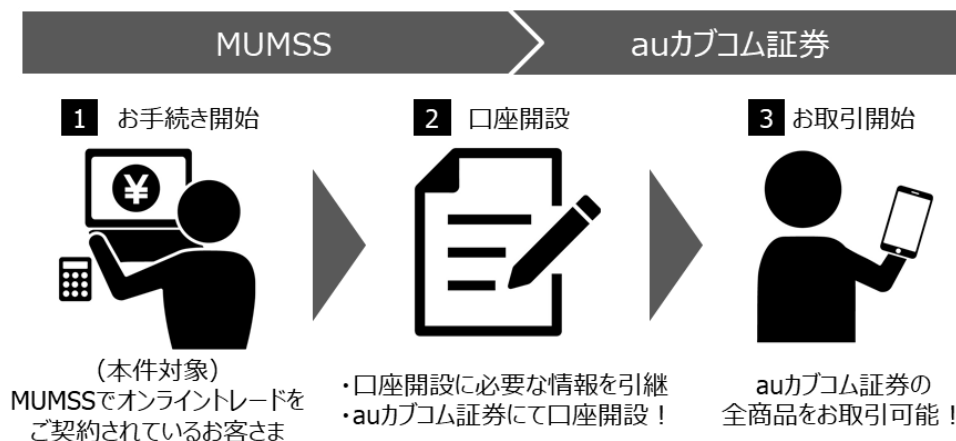 MUMSS
auカブコム証券
1 お手続き開始
2 口座開設
3 お取引開始
¥
(本件対象)
MUMSSでオンライントレードを
ご契約されているお客さま
・口座開設に必要な情報を引継
・auカブコム証券にて口座開設！
auカブコム証券の
全商品をお取引可能！